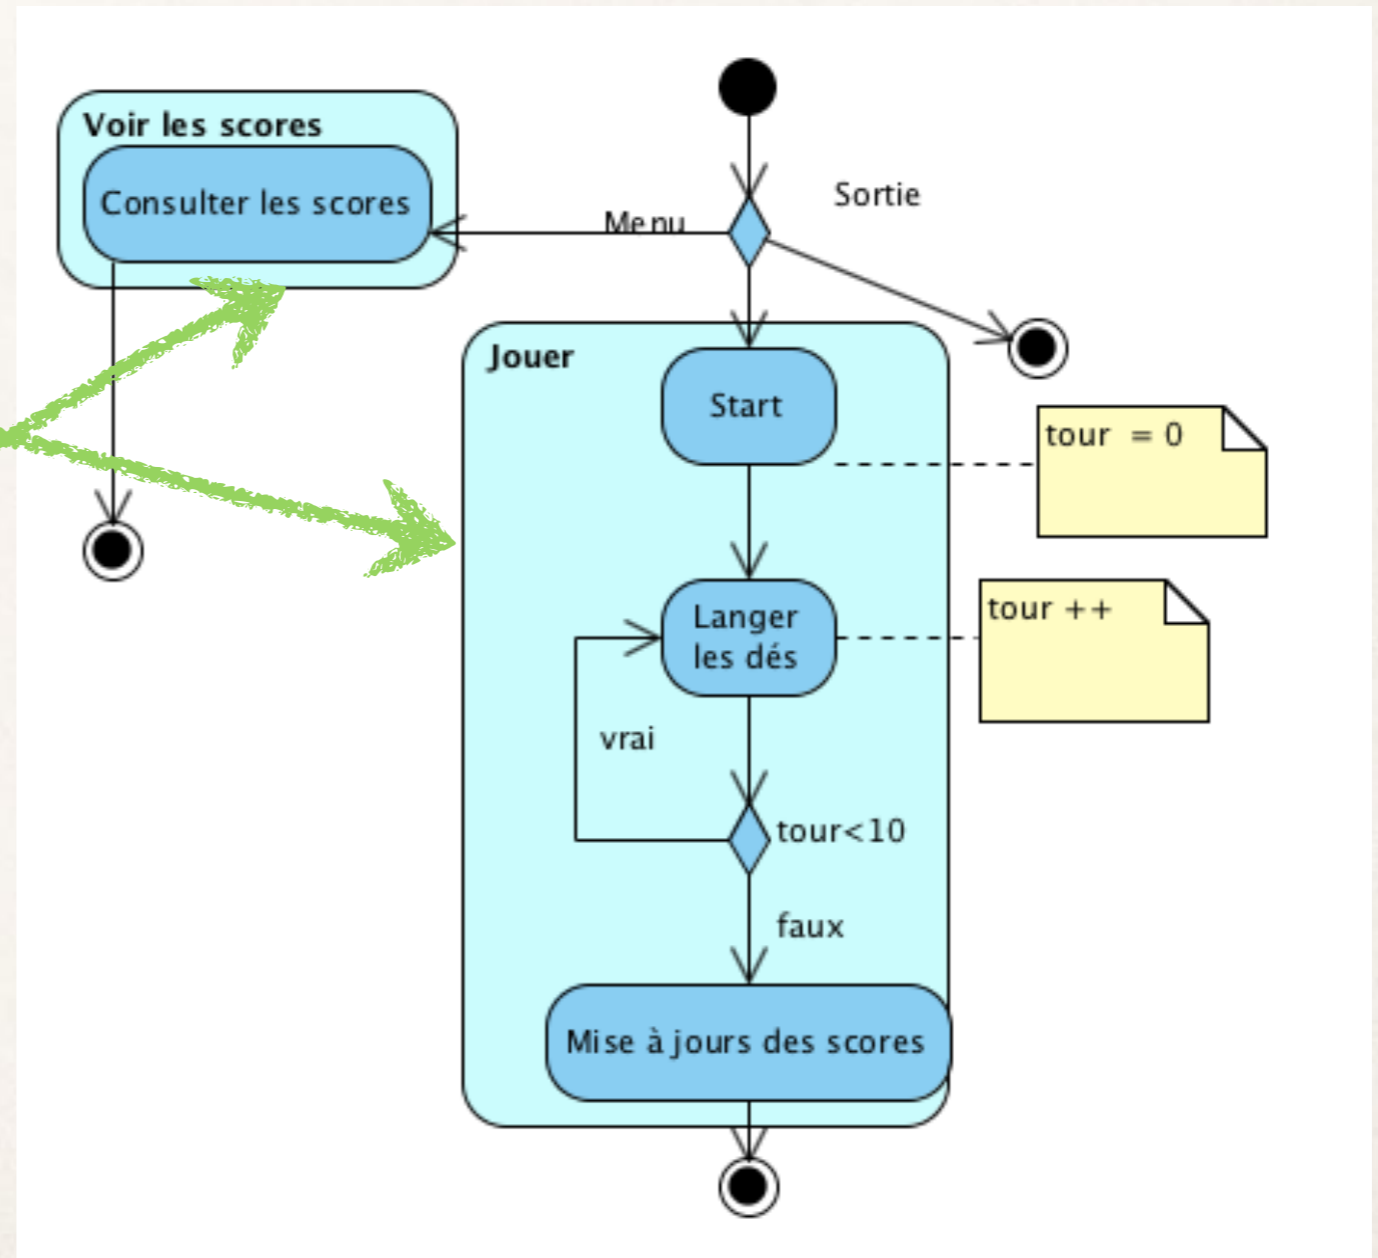 Voir les scores
Consulter les scores
Menu
Sortie
Jouer
Start
tour = 0
Langer
les dés
tour ++
vrai
tour<10
faux
Mise à jours des scores